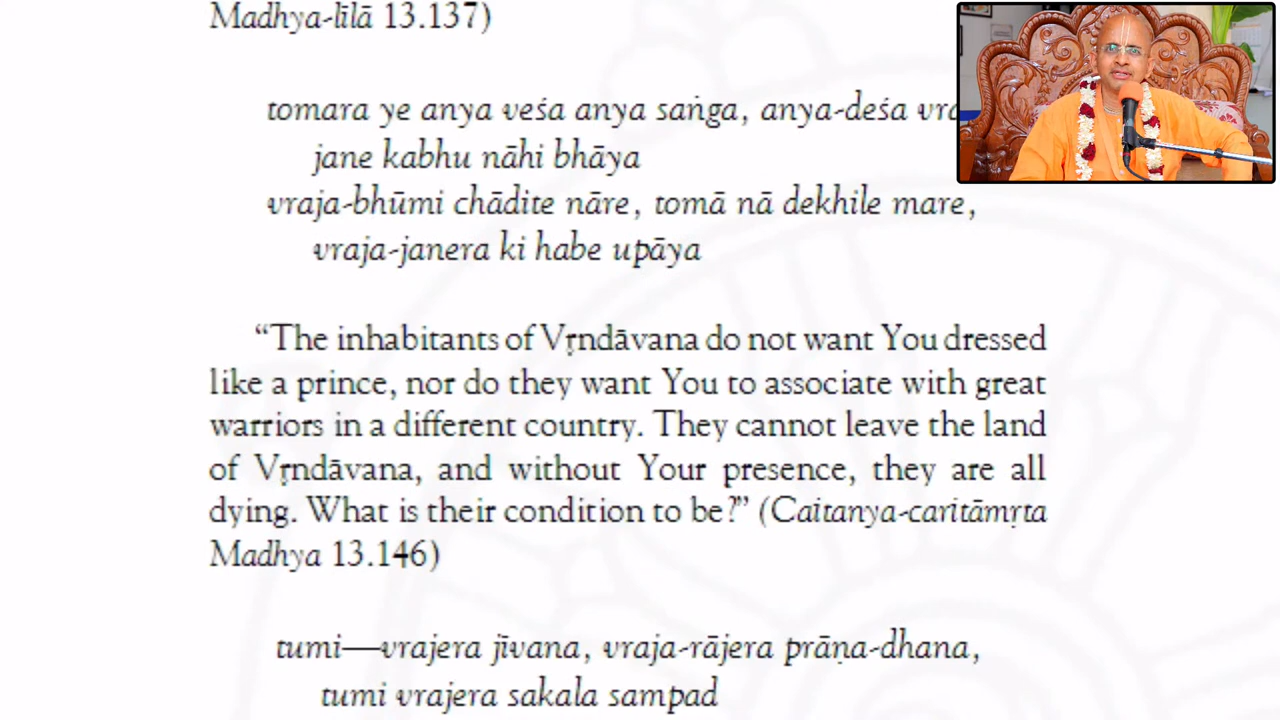 Madhya-līlā 13.137)
tomara ye anya veśa anya saṅga, anya-deśa
jane kabhu nāhi bhāya
vraja-bhūmi chāḍite nāre, tomā nā dekhile mare,
vraja-janera ki habe upāya
“The inhabitants of Vṛndāvana do not want You dressed
like a prince, nor do they want You to associate with great
warriors in a different country. They cannot leave the land
of Vṛndāvana, and without Your presence, they are all
dying. What is their condition to be?” (Caitanya-caritāmṛta
Madhya 13.146)
tumi—vrajera jīvana, vraja-rājera prāṇa-dhana,
tumi vrajera sakala sampad